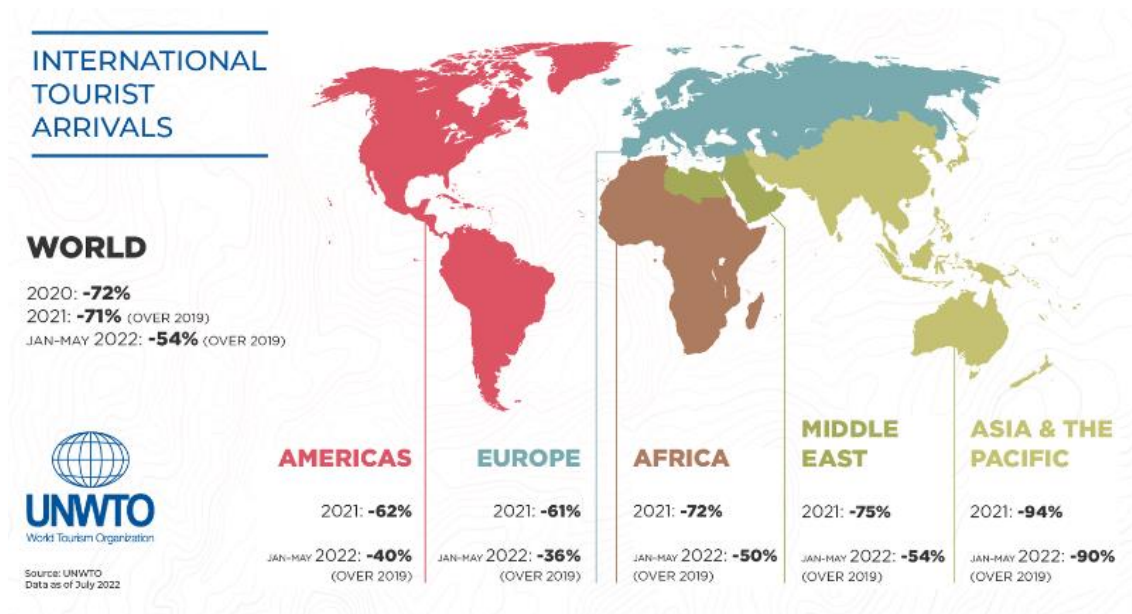 INTERNATIONAL
TOURIST
ARRIVALS
WORLD
2020: -72%
2021: -71% (OVER 2019)
JAN-MAY 2022: -54% (OVER 2019)
UNWTO
World Tourism Organization
Source: UNWTO
Data as of July 2022
AMERICAS
2021: -62%
JAN-MAY 2022: -40%
(OVER 2019)
EUROPE
2021: -61%
JAN-MAY 2022: -36%
(OVER 2019)
AFRICA
2021: -72%
JAN-MAY 2022: -50%
(OVER 2019)
MIDDLE
EAST
2021: -75%
JAN-MAY 2022: -54%
(OVER 2019)
ASIA & THE
PACIFIC
2021: -94%
JAN-MAY 2022: -90%
(OVER 2019)